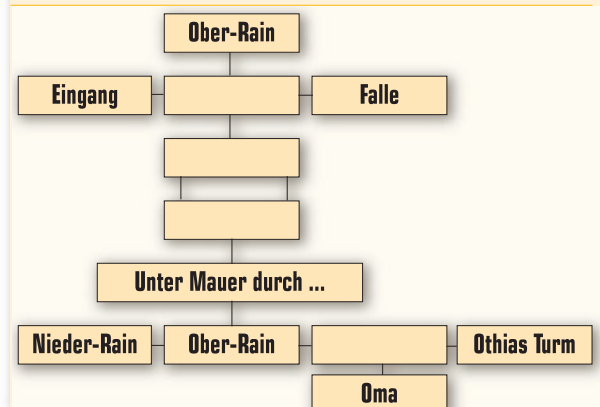 Ober-Rain
Eingang
Falle
Unter Mauer durch ...
Nieder-Rain
Ober-Rain
Othias Turm
Oma